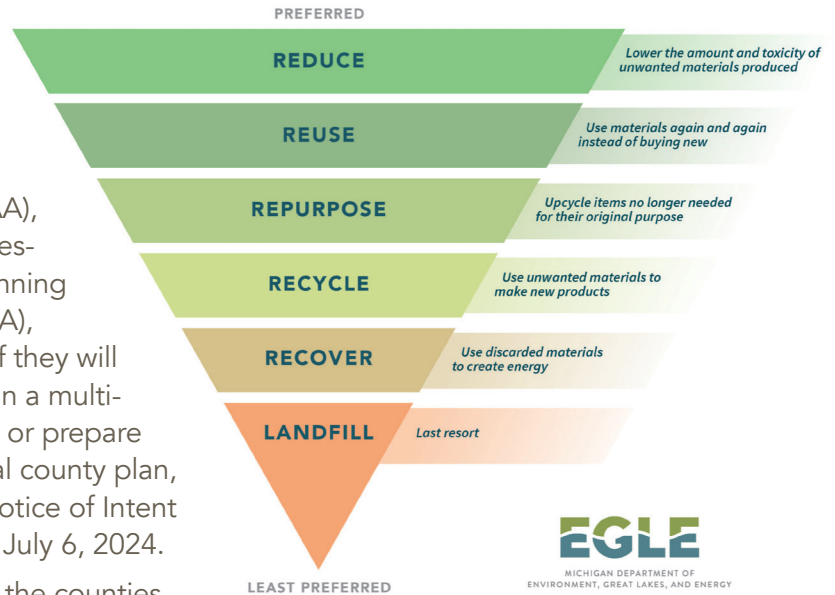 PREFERRED
REDUCE
Lower the amount and toxicity of
unwanted materials produced
REUSE
Use materials again and again
instead of buying new
REPURPOSE
Upcycle items no longer needed
for their original purpose
RECYCLE
Use unwanted materials to
make new products
RECOVER
Use discarded materials
to create energy
LANDFILL
Last resort
LEAST PREFERRED
AA),
es-
nning
A),
f they will
n a multi-
or prepare
al county plan,
otice of Intent
July 6, 2024.
the counties
EGLE
MICHIGAN DEPARTMENT OF
ENVIRONMENT, GREAT LAKES, AND ENERGY